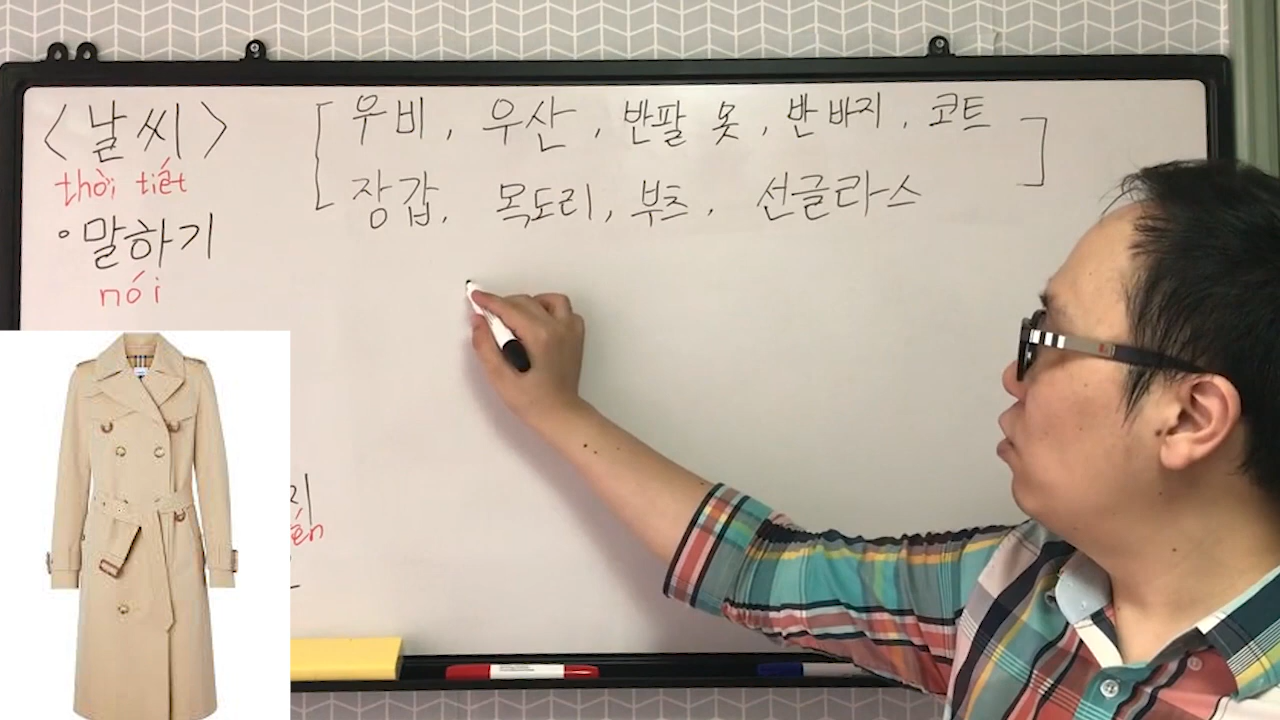 <날씨>
thời tiết
• 말하기
nói
[우비, 우산, 반팔 옷, 반바지, 코트
장갑, 목도리, 부츠, 선글라스]